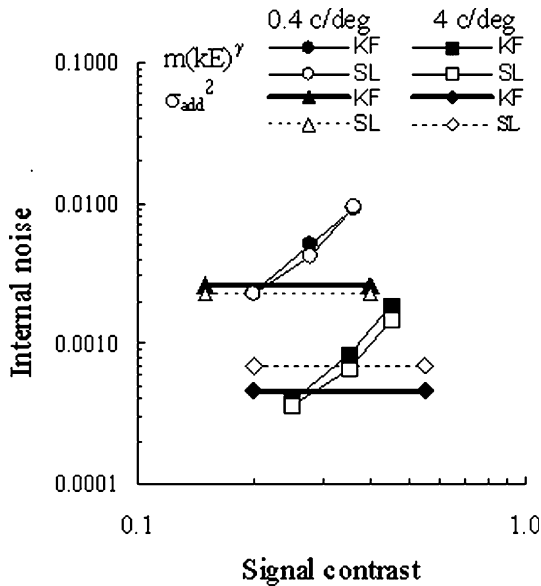 0.4 c/deg 4 c/deg
m(kE)^γ KF KF
SL SL
σadd² KF KF
SL SL
0.1000
0.0100
0.0010
0.0001
0.1 1.0
Internal noise
Signal contrast